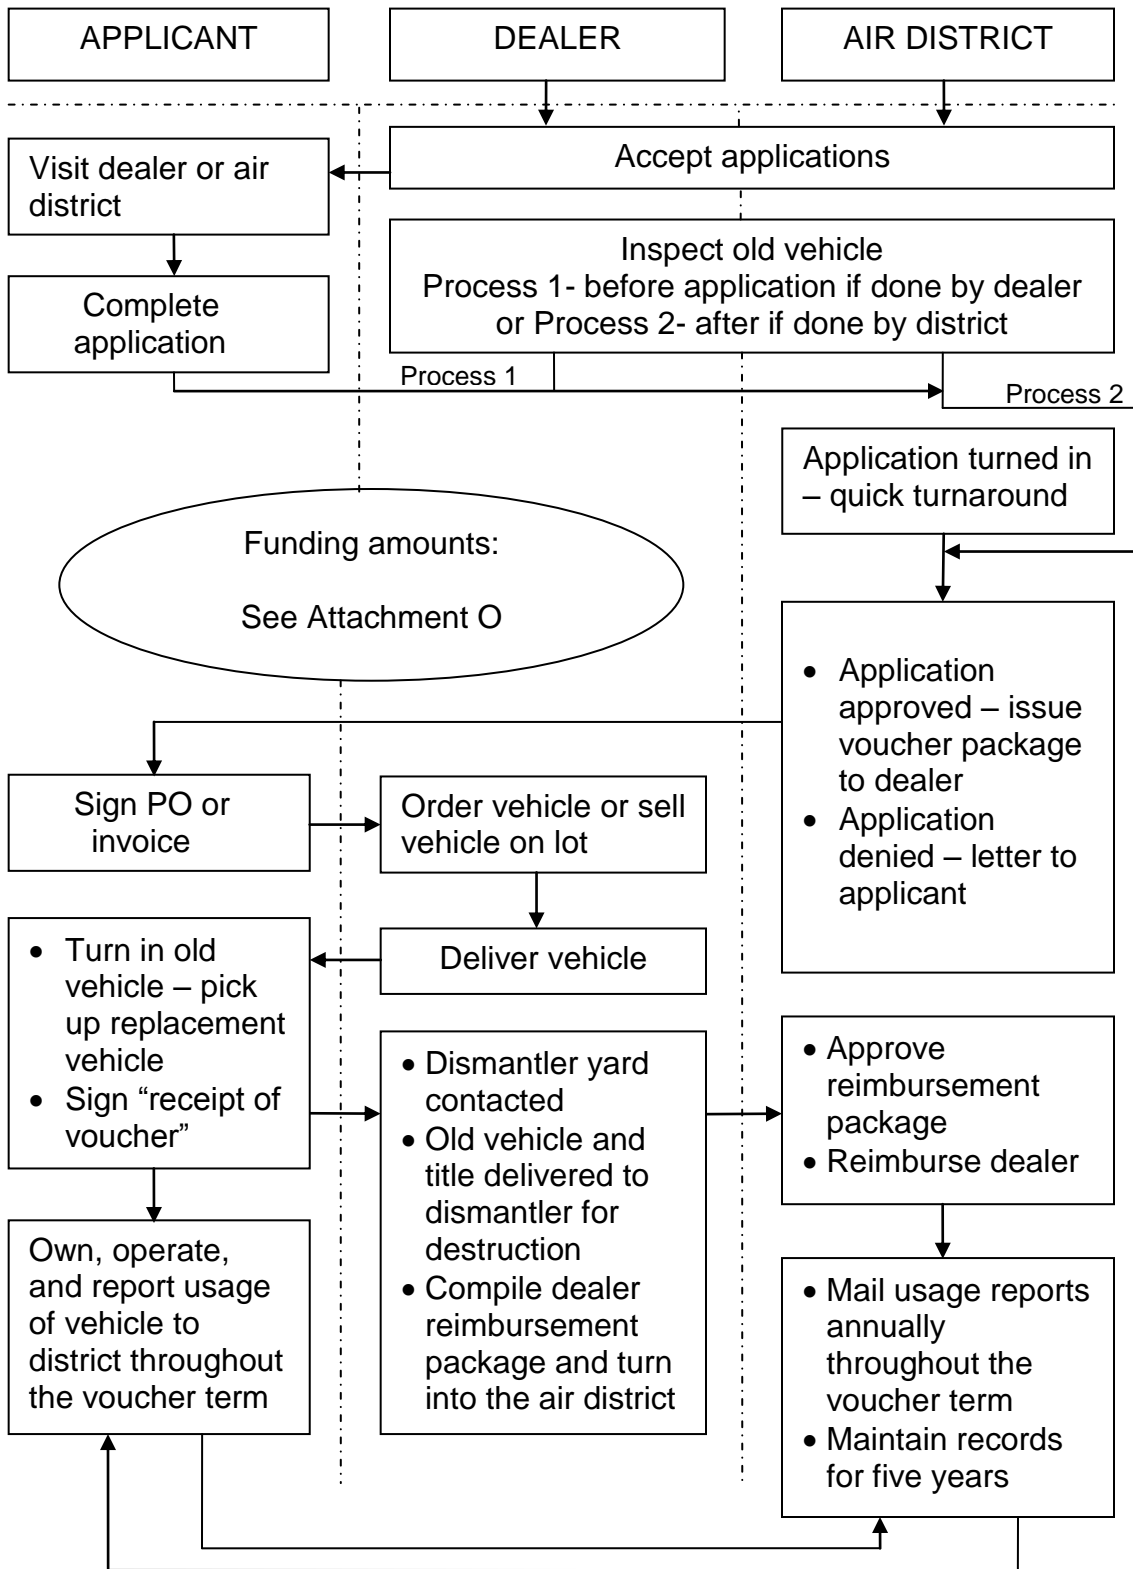 APPLICANT
DEALER
AIR DISTRICT
Accept applications
Visit dealer or air
district
Inspect old vehicle
Process 1- before application if done by dealer
or Process 2- after if done by district
Complete
application
Process 1
Process 2
Application turned in
– quick turnaround
Funding amounts:
See Attachment O
• Application
approved – issue
voucher package
to dealer
• Application
denied – letter to
applicant
Sign PO or
invoice
Order vehicle or sell
vehicle on lot
Deliver vehicle
• Turn in old
vehicle – pick
up replacement
vehicle
• Sign “receipt of
voucher”
• Dismantler yard
contacted
• Old vehicle and
title delivered to
dismantler for
destruction
• Compile dealer
reimbursement
package and turn
into the air district
• Approve
reimbursement
package
• Reimburse dealer
Own, operate,
and report usage
of vehicle to
district throughout
the voucher term
• Mail usage reports
annually
throughout the
voucher term
• Maintain records
for five years